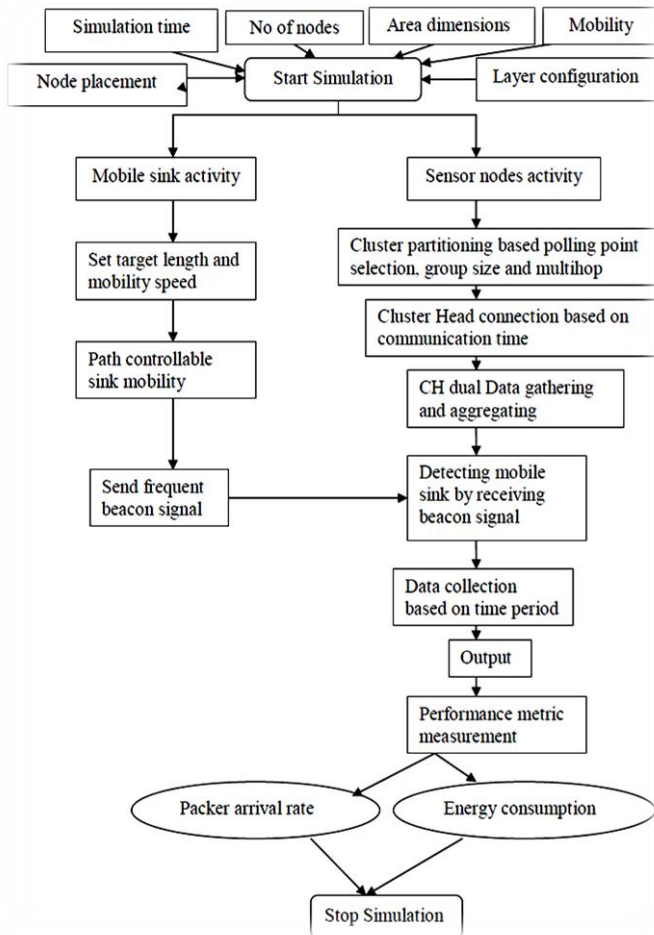 Simulation time
No of nodes
Area dimensions
Mobility
Node placement
Start Simulation
Layer configuration
Mobile sink activity
Sensor nodes activity
Set target length and
mobility speed
Cluster partitioning based polling point
selection, group size and multihop
Cluster Head connection based on
communication time
Path controllable
sink mobility
CH dual Data gathering
and aggregating
Send frequent
beacon signal
Detecting mobile
sink by receiving
beacon signal
Data collection
based on time period
Output
Performance metric
measurement
Packer arrival rate
Energy consumption
Stop Simulation